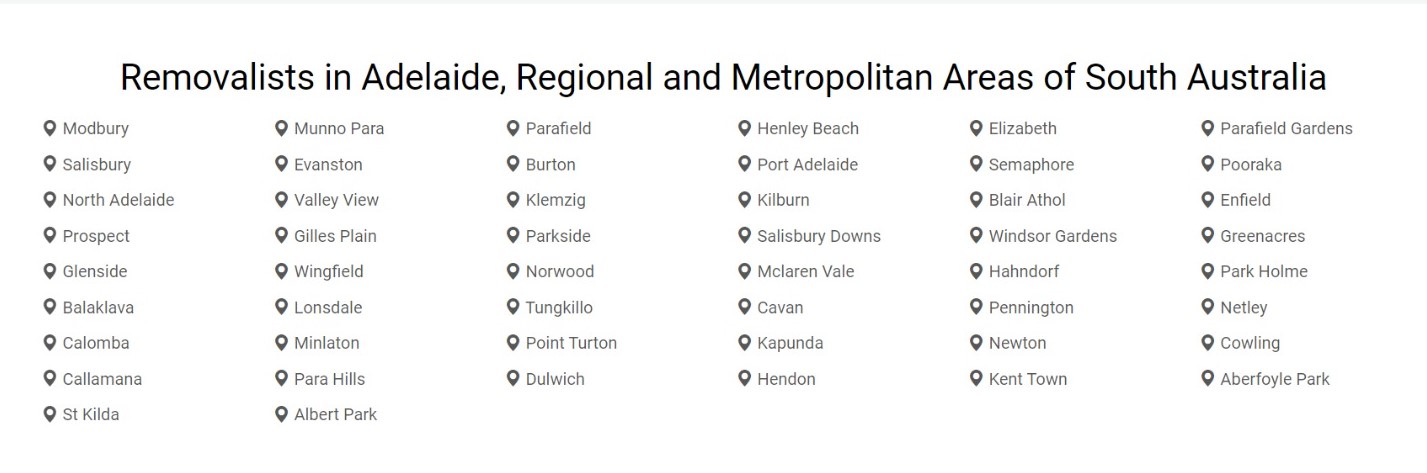 Removalists in Adelaide, Regional and Metropolitan Areas of South Australia
Modbury Munno Para Parafield Henley Beach Elizabeth Parafield Gardens
Salisbury Evanston Burton Port Adelaide Semaphore Pooraka
North Adelaide Valley View Klemzig Kilburn Blair Athol Enfield
Prospect Gilles Plain Parkside Salisbury Downs Windsor Gardens Greenacres
Glenside Wingfield Norwood Mclaren Vale Hahndorf Park Holme
Balaklava Lonsdale Tungkillo Cavan Pennington Netley
Calomba Minlaton Point Turton Kapunda Newton Cowling
Callamana Para Hills Dulwich Hendon Kent Town Aberfoyle Park
St Kilda Albert Park